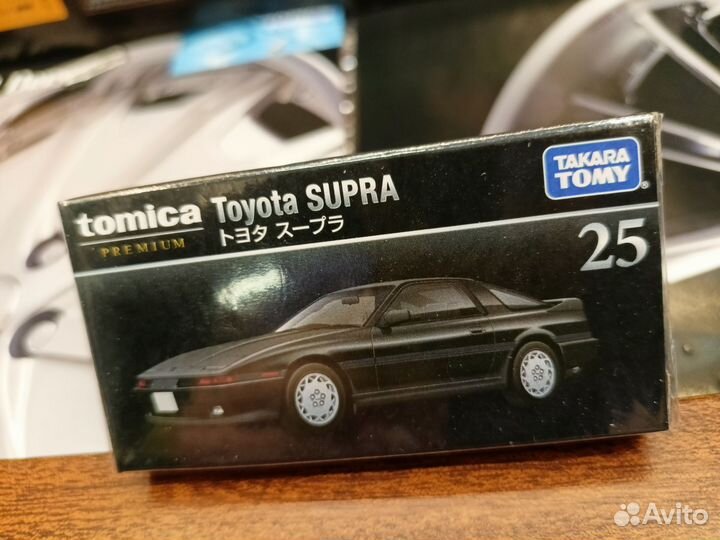 tomica
PREMIUM
Toyota SUPRA
トヨタ スープラ
TAKARA
TOMY
®
25
Avito